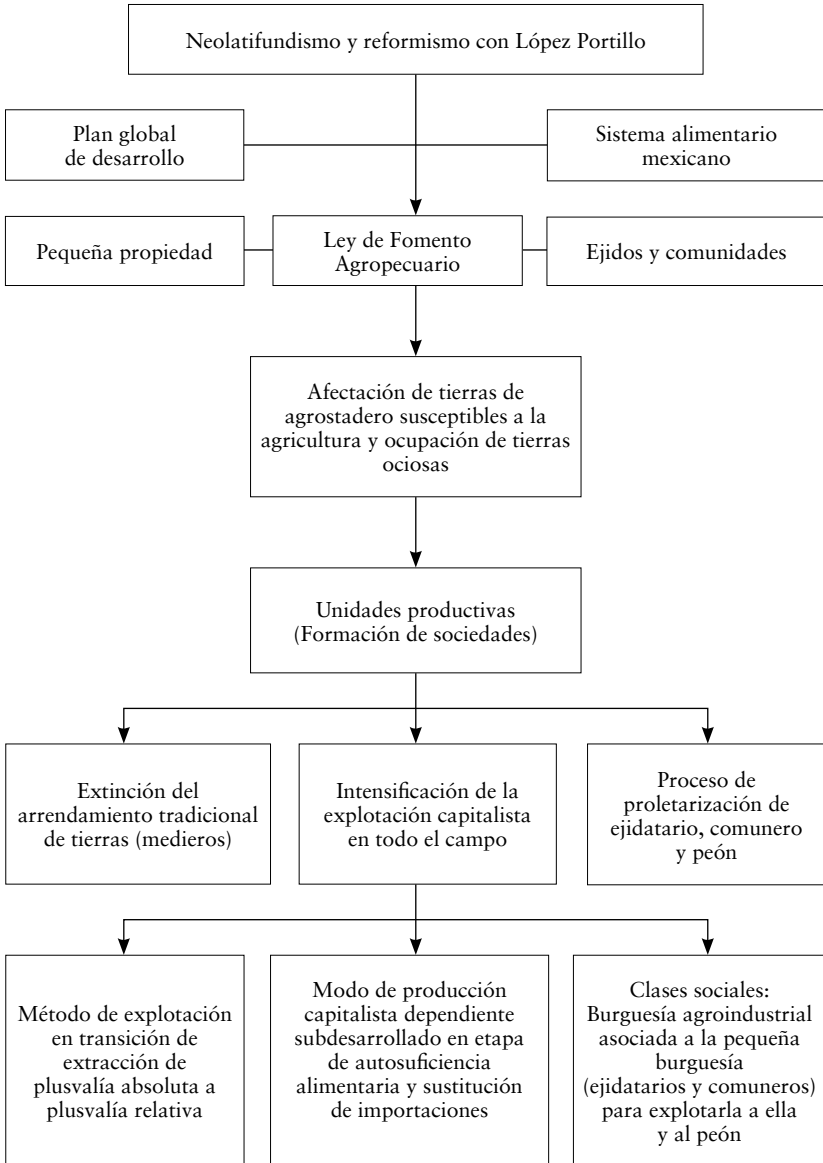 Neolatifundismo y reformismo con López Portillo
Plan global
de desarrollo
Sistema alimentario
mexicano
Pequeña propiedad
Ley de Fomento
Agropecuario
Ejidos y comunidades
Afectación de tierras de
agrostadero susceptibles a la
agricultura y ocupación de tierras
ociosas
Unidades productivas
(Formación de sociedades)
Extinción del
arrendamiento tradicional
de tierras (medieros)
Intensificación de la
explotación capitalista
en todo el campo
Proceso de
proletarización de
ejidatario, comunero
y peón
Método de explotación
en transición de
extracción de
plusvalía absoluta a
plusvalía relativa
Modo de producción
capitalista dependiente
subdesarrollado en etapa
de autosuficiencia
alimentaria y sustitución
de importaciones
Clases sociales:
Burguesía agroindustrial
asociada a la pequeña
burguesía
(ejidatarios y comuneros)
para explotarla a ella
y al peón